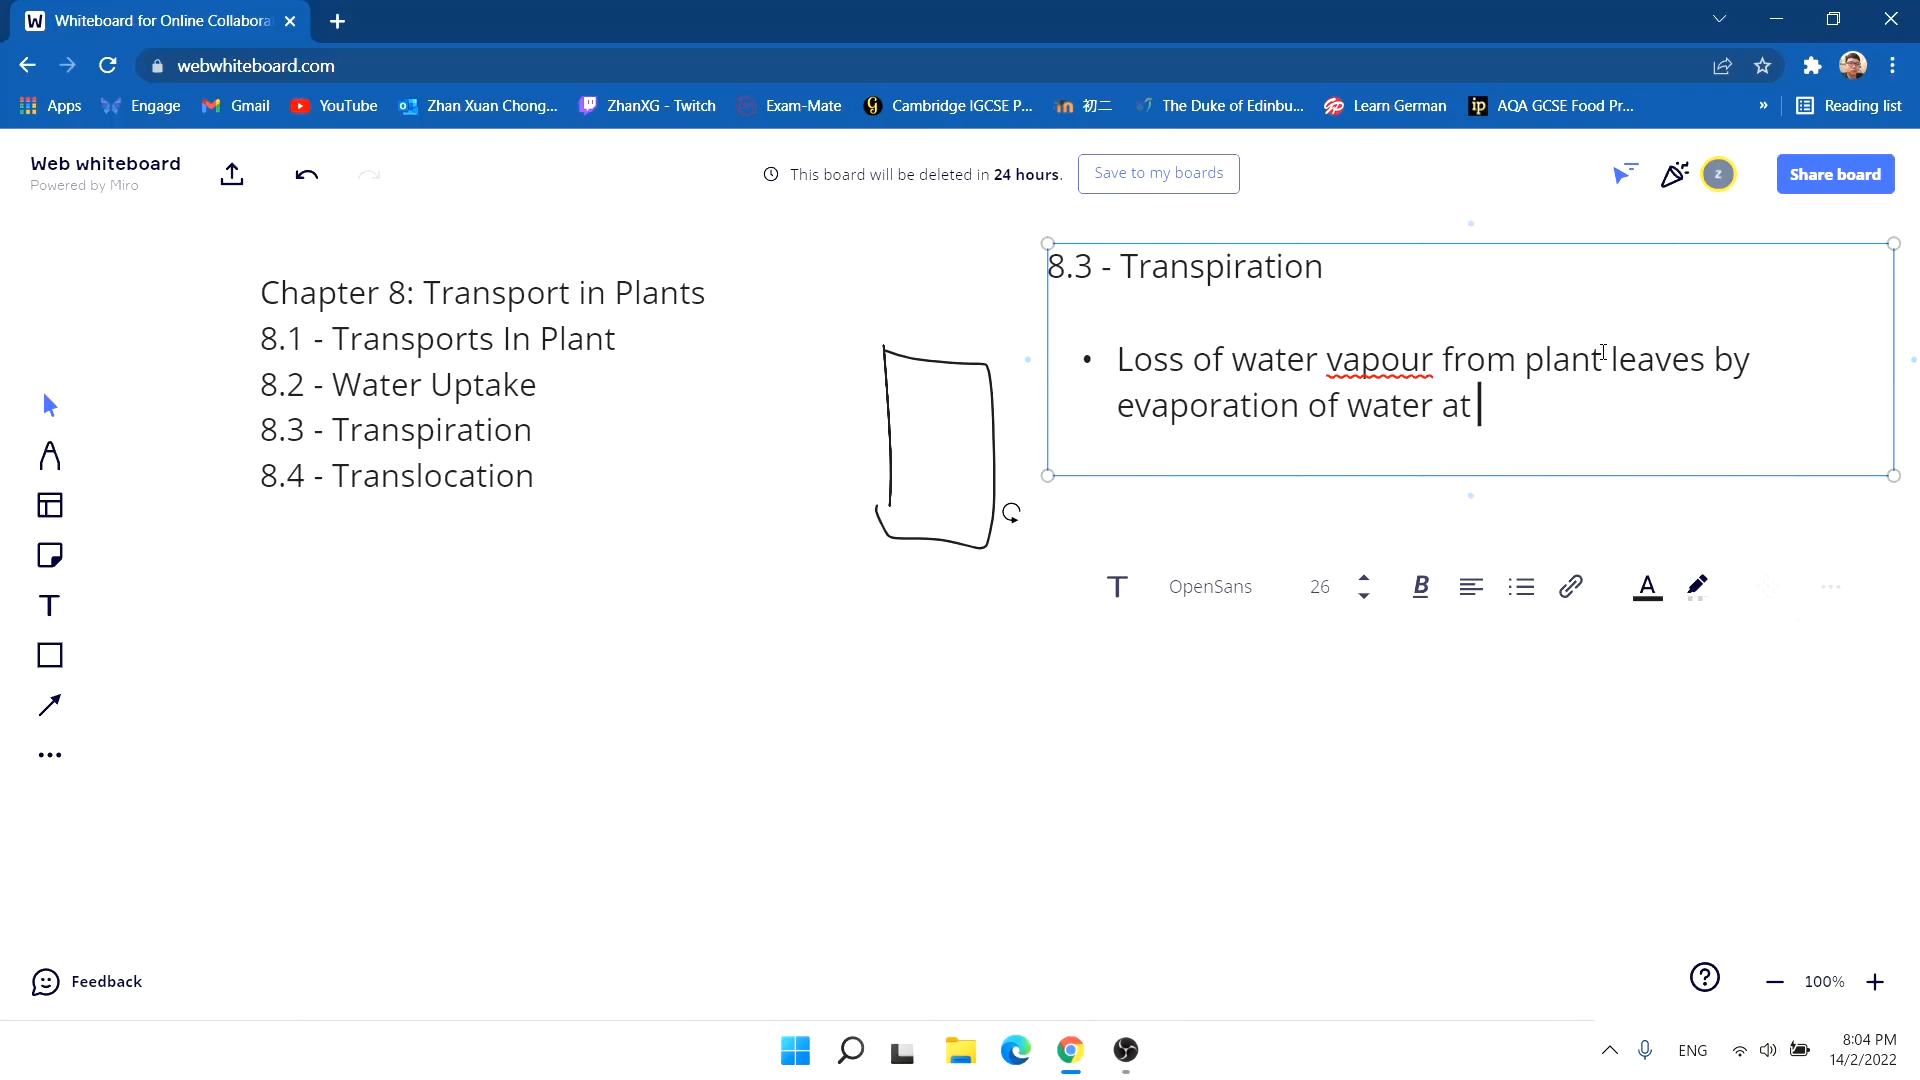 Whiteboard for Online Collabora
webwhiteboard.com
Apps Engage Gmail YouTube Zhan Xuan Chong... ZhanXG - Twitch Exam-Mate Cambridge IGCSE P... 初二 The Duke of Edinbu... Learn German AQA GCSE Food Pr... » Reading list
Web whiteboard
Powered by Miro
This board will be deleted in 24 hours. Save to my boards
Z
Share board
Chapter 8: Transport in Plants
8.1 - Transports In Plant
8.2 - Water Uptake
8.3 - Transpiration
8.4 - Translocation
8.3 - Transpiration
• Loss of water vapour from plant leaves by
evaporation of water at
OpenSans 26 B A
Feedback
100%
ENG
8:04 PM
14/2/2022